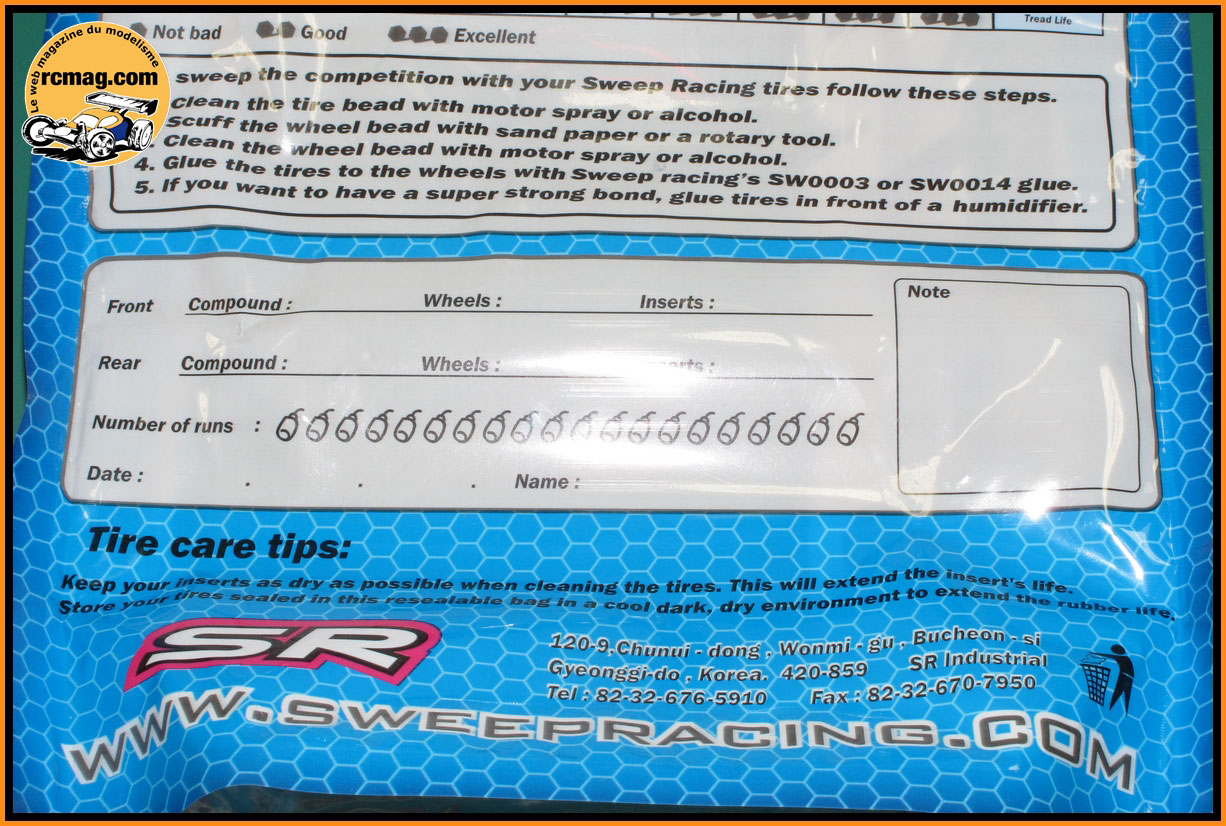 Le web magazine du modelisme
rcmag.com
Tread Life
Not bad Good Excellent
sweep the competition with your Sweep Racing tires follow these steps.
Clean the tire bead with motor spray or alcohol.
Scuff the wheel bead with sand paper or a rotary tool.
Clean the wheel bead with motor spray or alcohol.
4. Glue the tires to the wheels with Sweep racing's SW0003 or SW0014 glue.
5. If you want to have a super strong bond, glue tires in front of a humidifier.
Front Compound : Wheels : Inserts :
Note
Rear Compound : Wheels : Inserts :
Number of runs :
Date : . . . Name :
Tire care tips:
Keep your inserts as dry as possible when cleaning the tires. This will extend the insert's life.
Store your tires sealed in this resealable bag in a cool dark, dry environment to extend the rubber life.
SR
120-9,Chunui - dong , Wonmi - gu , Bucheon - si
Gyeonggi-do , Korea. 420-859 SR Industrial
Tel : 82-32-676-5910 Fax : 82-32-670-7950
WWW.SWEEPRACING.COM